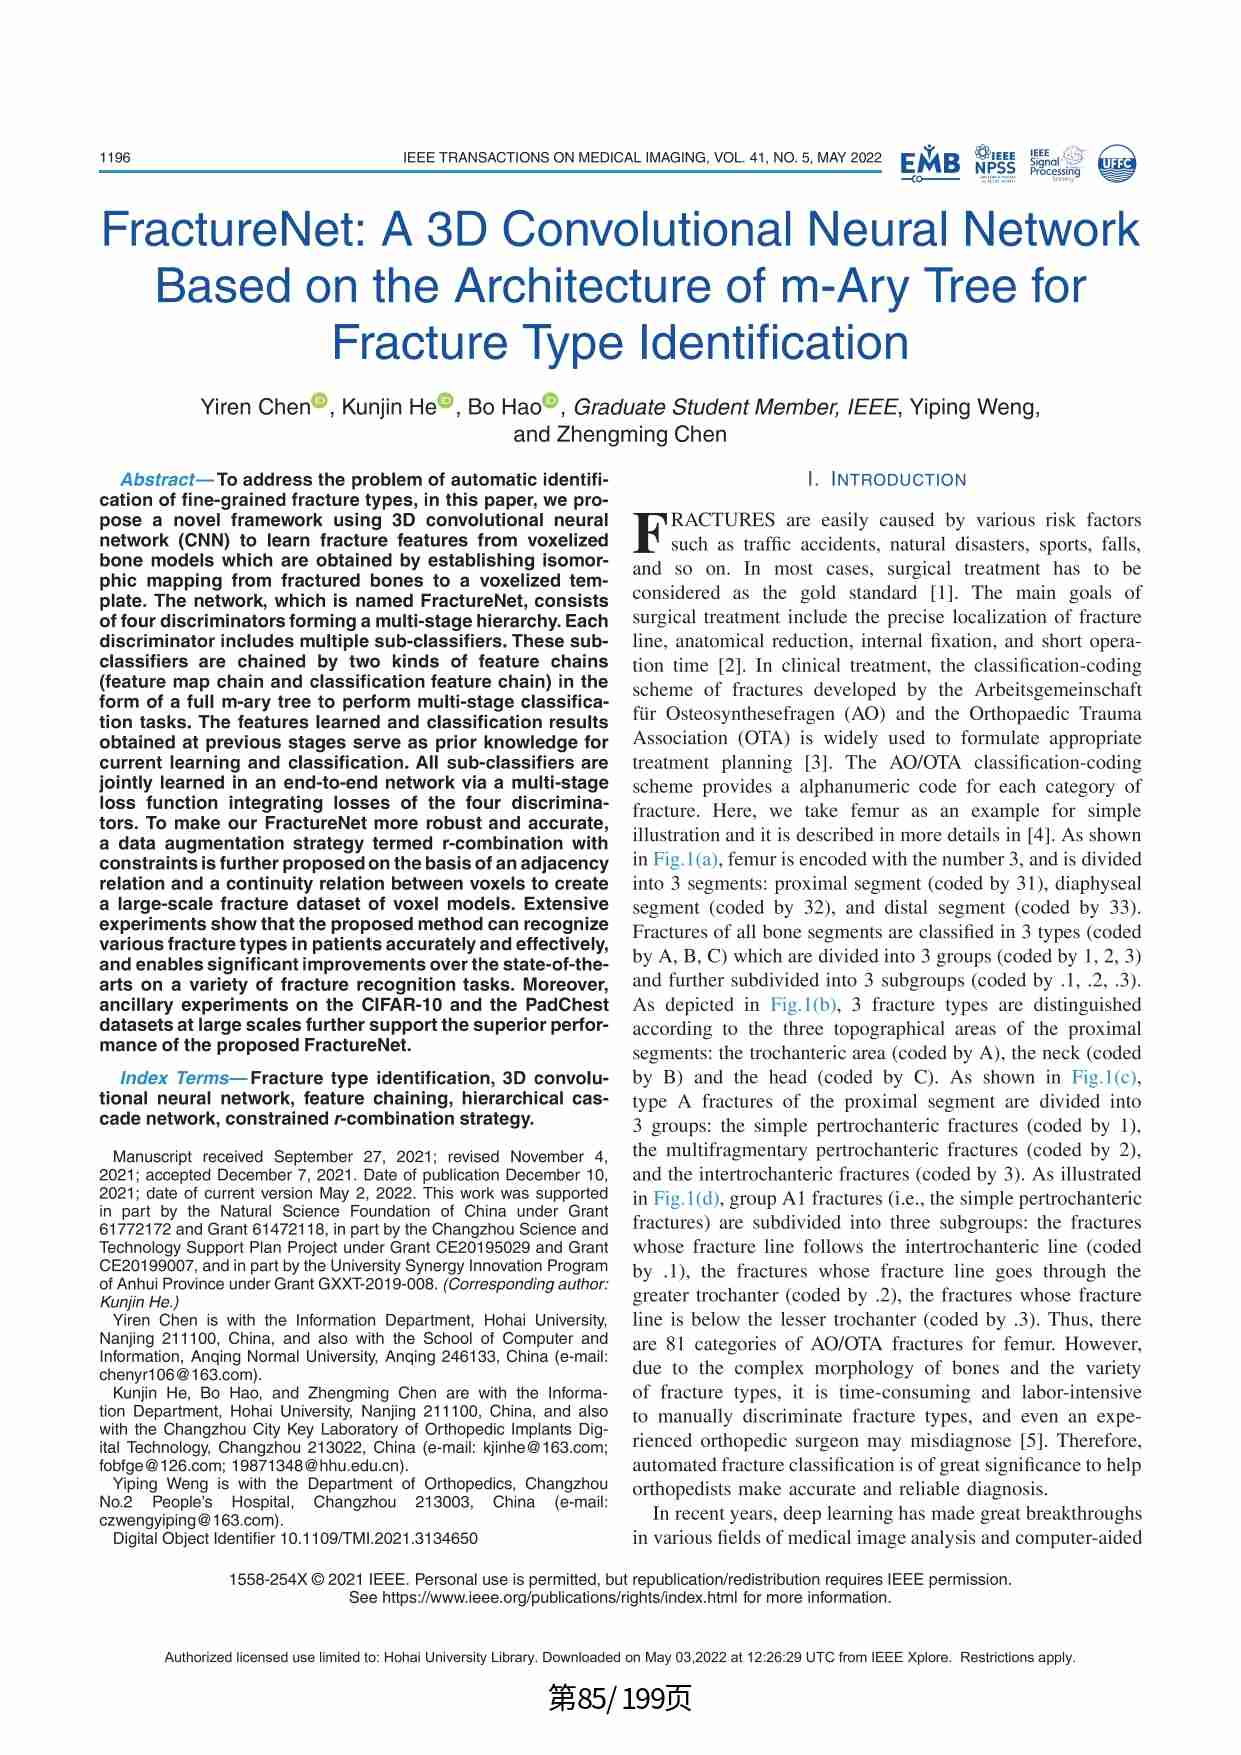 1196
IEEE TRANSACTIONS ON MEDICAL IMAGING, VOL. 41, NO. 5, MAY 2022
EMB
IEEE
NPSS
IEEE
Signal
Processing
Society
UFFC
FractureNet: A 3D Convolutional Neural Network
Based on the Architecture of m-Ary Tree for
Fracture Type Identification
Yiren Chen, Kunjin He, Bo Hao, Graduate Student Member, IEEE, Yiping Weng,
and Zhengming Chen
Abstract—To address the problem of automatic identifi-
cation of fine-grained fracture types, in this paper, we pro-
pose a novel framework using 3D convolutional neural
network (CNN) to learn fracture features from voxelized
bone models which are obtained by establishing isomor-
phic mapping from fractured bones to a voxelized tem-
plate. The network, which is named FractureNet, consists
of four discriminators forming a multi-stage hierarchy. Each
discriminator includes multiple sub-classifiers. These sub-
classifiers are chained by two kinds of feature chains
(feature map chain and classification feature chain) in the
form of a full m-ary tree to perform multi-stage classifica-
tion tasks. The features learned and classification results
obtained at previous stages serve as prior knowledge for
current learning and classification. All sub-classifiers are
jointly learned in an end-to-end network via a multi-stage
loss function integrating losses of the four discrimina-
tors. To make our FractureNet more robust and accurate,
a data augmentation strategy termed r-combination with
constraints is further proposed on the basis of an adjacency
relation and a continuity relation between voxels to create
a large-scale fracture dataset of voxel models. Extensive
experiments show that the proposed method can recognize
various fracture types in patients accurately and effectively,
and enables significant improvements over the state-of-the-
arts on a variety of fracture recognition tasks. Moreover,
ancillary experiments on the CIFAR-10 and the PadChest
datasets at large scales further support the superior perfor-
mance of the proposed FractureNet.
Index Terms—Fracture type identification, 3D convolu-
tional neural network, feature chaining, hierarchical cas-
cade network, constrained r-combination strategy.
Manuscript received September 27, 2021; revised November 4,
2021; accepted December 7, 2021. Date of publication December 10,
2021; date of current version May 2, 2022. This work was supported
in part by the Natural Science Foundation of China under Grant
61772172 and Grant 61472118, in part by the Changzhou Science and
Technology Support Plan Project under Grant CE20195029 and Grant
CE20199007, and in part by the University Synergy Innovation Program
of Anhui Province under Grant GXXT-2019-008. (Corresponding author:
Kunjin He.)
Yiren Chen is with the Information Department, Hohai University,
Nanjing 211100, China, and also with the School of Computer and
Information, Anqing Normal University, Anqing 246133, China (e-mail:
chenyr106@163.com).
Kunjin He, Bo Hao, and Zhengming Chen are with the Informa-
tion Department, Hohai University, Nanjing 211100, China, and also
with the Changzhou City Key Laboratory of Orthopedic Implants Dig-
ital Technology, Changzhou 213022, China (e-mail: kjinhe@163.com;
fobfge@126.com; 19871348@hhu.edu.cn).
Yiping Weng is with the Department of Orthopedics, Changzhou
No.2 People's Hospital, Changzhou 213003, China (e-mail:
czwengyiping@163.com).
Digital Object Identifier 10.1109/TMI.2021.3134650
I. INTRODUCTION
FRACTURES are easily caused by various risk factors
such as traffic accidents, natural disasters, sports, falls,
and so on. In most cases, surgical treatment has to be
considered as the gold standard [1]. The main goals of
surgical treatment include the precise localization of fracture
line, anatomical reduction, internal fixation, and short opera-
tion time [2]. In clinical treatment, the classification-coding
scheme of fractures developed by the Arbeitsgemeinschaft
für Osteosynthesefragen (AO) and the Orthopaedic Trauma
Association (OTA) is widely used to formulate appropriate
treatment planning [3]. The AO/OTA classification-coding
scheme provides a alphanumeric code for each category of
fracture. Here, we take femur as an example for simple
illustration and it is described in more details in [4]. As shown
in Fig.1(a), femur is encoded with the number 3, and is divided
into 3 segments: proximal segment (coded by 31), diaphyseal
segment (coded by 32), and distal segment (coded by 33).
Fractures of all bone segments are classified in 3 types (coded
by A, B, C) which are divided into 3 groups (coded by 1, 2, 3)
and further subdivided into 3 subgroups (coded by .1, .2, .3).
As depicted in Fig.1(b), 3 fracture types are distinguished
according to the three topographical areas of the proximal
segments: the trochanteric area (coded by A), the neck (coded
by B) and the head (coded by C). As shown in Fig.1(c),
type A fractures of the proximal segment are divided into
3 groups: the simple pertrochanteric fractures (coded by 1),
the multifragmentary pertrochanteric fractures (coded by 2),
and the intertrochanteric fractures (coded by 3). As illustrated
in Fig.1(d), group A1 fractures (i.e., the simple pertrochanteric
fractures) are subdivided into three subgroups: the fractures
whose fracture line follows the intertrochanteric line (coded
by .1), the fractures whose fracture line goes through the
greater trochanter (coded by .2), the fractures whose fracture
line is below the lesser trochanter (coded by .3). Thus, there
are 81 categories of AO/OTA fractures for femur. However,
due to the complex morphology of bones and the variety
of fracture types, it is time-consuming and labor-intensive
to manually discriminate fracture types, and even an expe-
rienced orthopedic surgeon may misdiagnose [5]. Therefore,
automated fracture classification is of great significance to help
orthopedists make accurate and reliable diagnosis.
In recent years, deep learning has made great breakthroughs
in various fields of medical image analysis and computer-aided
1558-254X © 2021 IEEE. Personal use is permitted, but republication/redistribution requires IEEE permission.
See https://www.ieee.org/publications/rights/index.html for more information.
Authorized licensed use limited to: Hohai University Library. Downloaded on May 03,2022 at 12:26:29 UTC from IEEE Xplore. Restrictions apply.
第85/199页